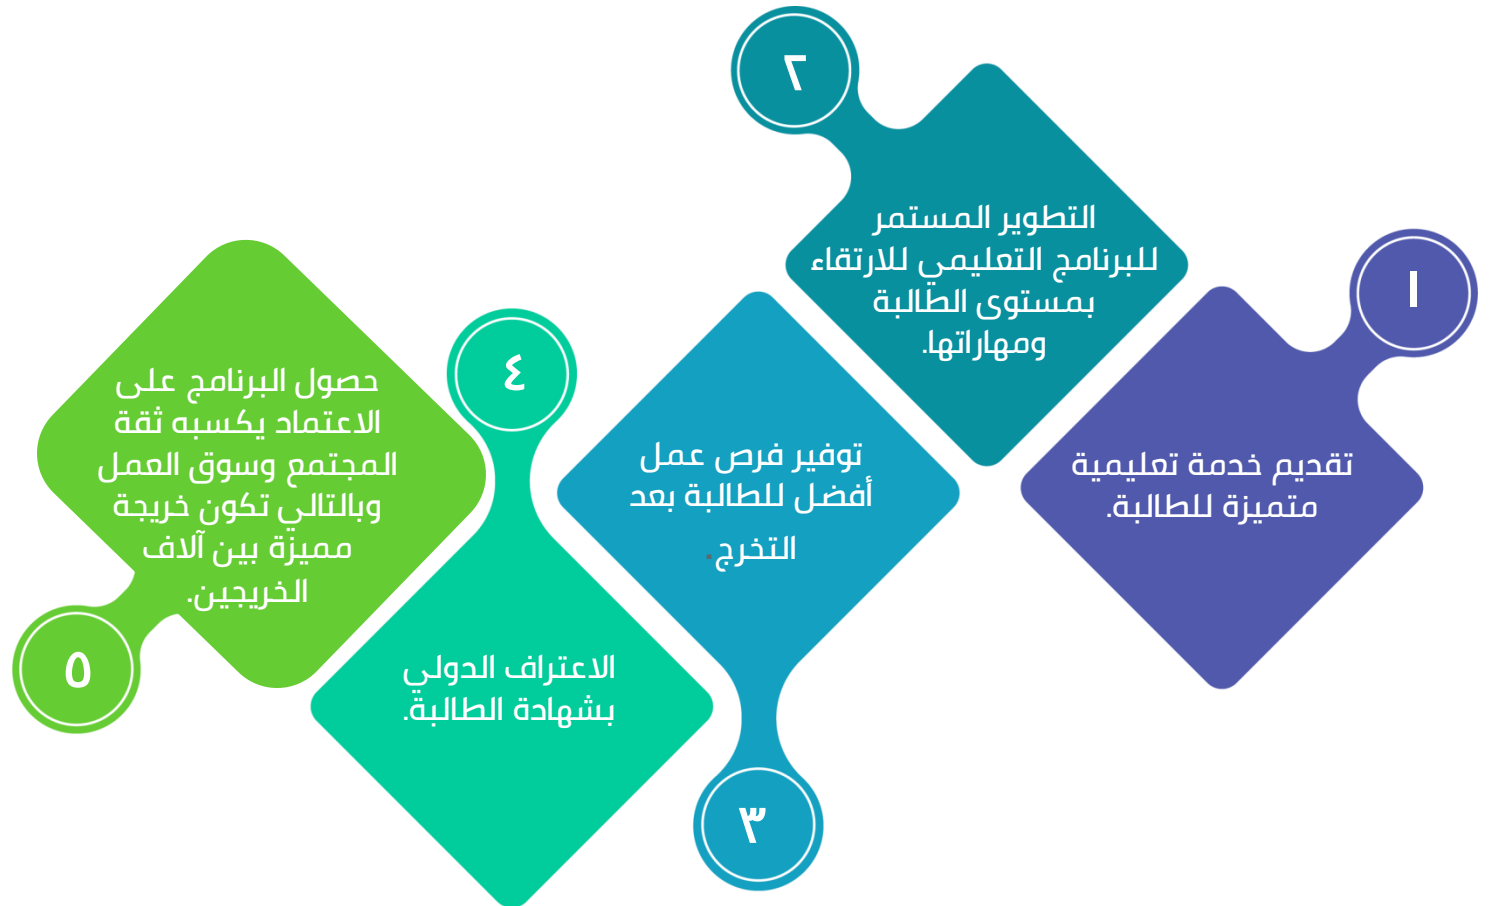 ١
تقديم خدمة تعليمية
متميزة للطالبة.
٢
التطوير المستمر
للبرنامج التعليمي للارتقاء
بمستوى الطالبة
ومهاراتها.
٣
توفير فرص عمل
أفضل للطالبة بعد
التخرج.
٤
الاعتراف الدولي
بشهادة الطالبة.
٥
حصول البرنامج على
الاعتماد يكسبه ثقة
المجتمع وسوق العمل
وبالتالي تكون خريجة
مميزة بين آلاف
الخريجين.